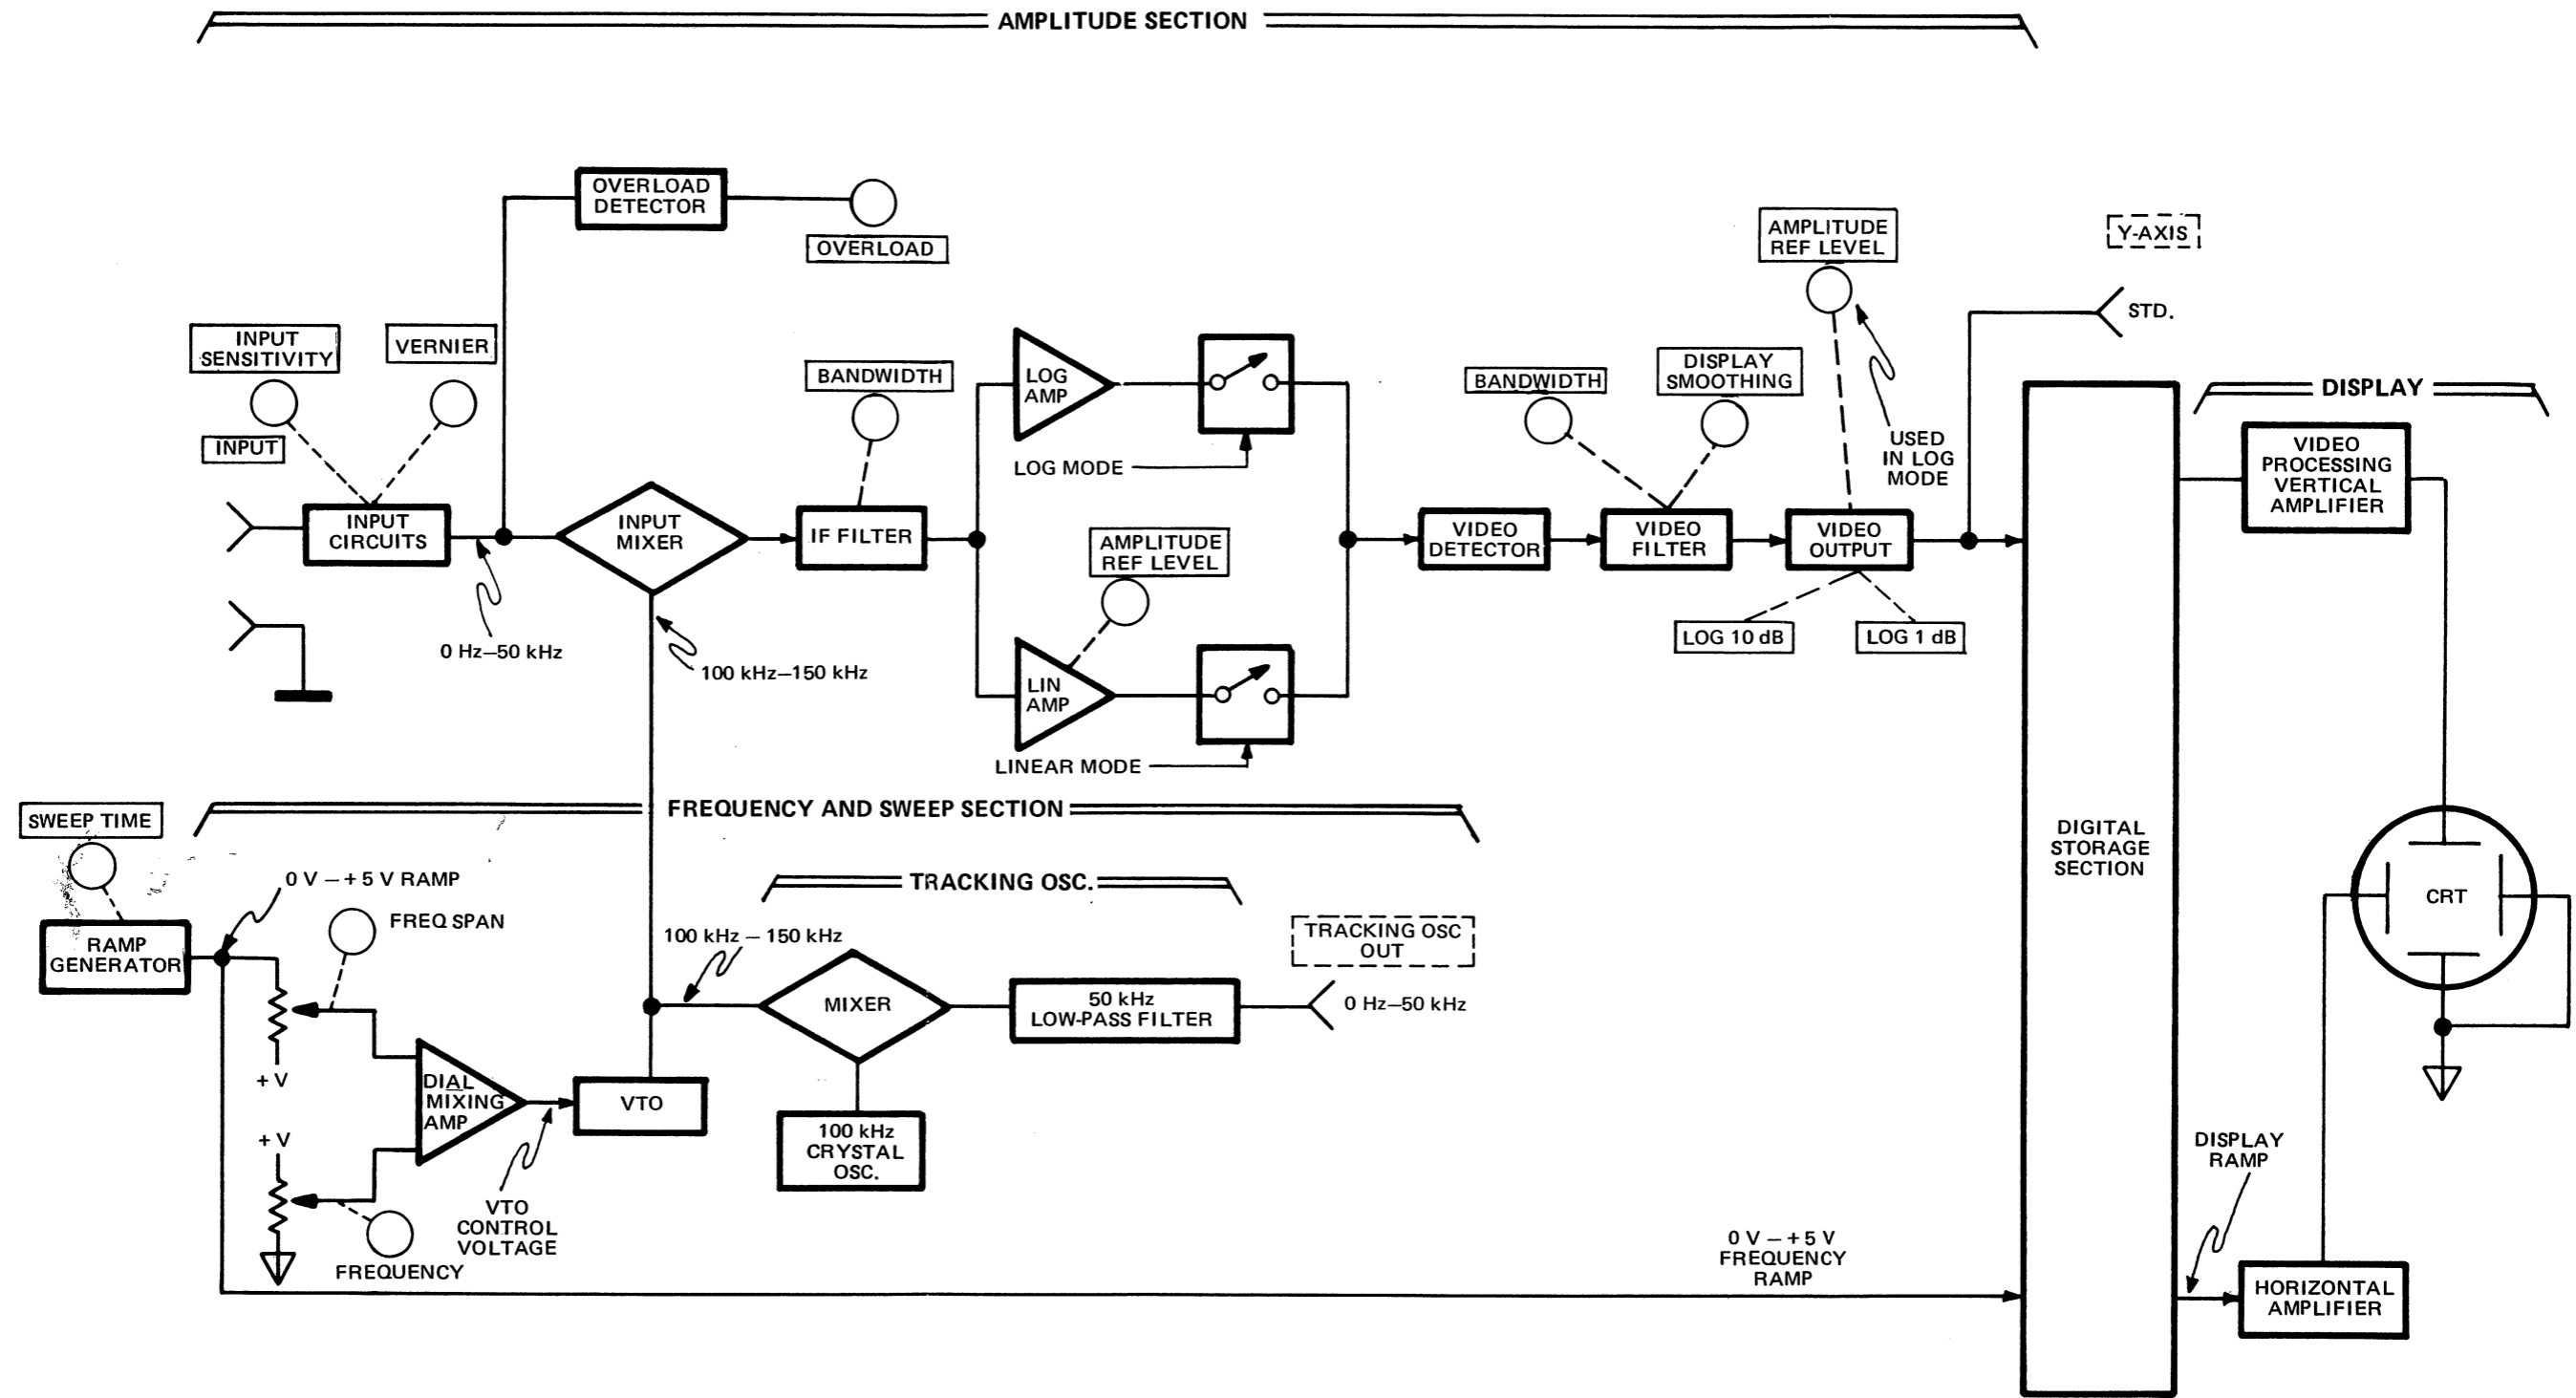 AMPLITUDE SECTION
OVERLOAD
DETECTOR
OVERLOAD
AMPLITUDE
REF LEVEL
Y-AXIS
STD.
INPUT
SENSITIVITY
VERNIER
INPUT
BANDWIDTH
LOG
AMP
LOG MODE
BANDWIDTH
DISPLAY
SMOOTHING
USED
IN LOG
MODE
DISPLAY
VIDEO
PROCESSING
VERTICAL
AMPLIFIER
INPUT
CIRCUITS
INPUT
MIXER
IF FILTER
AMPLITUDE
REF LEVEL
VIDEO
DETECTOR
VIDEO
FILTER
VIDEO
OUTPUT
LOG 10 dB
LOG 1 dB
0 Hz–50 kHz
100 kHz–150 kHz
LIN
AMP
LINEAR MODE
FREQUENCY AND SWEEP SECTION
SWEEP TIME
0 V – + 5 V RAMP
FREQ SPAN
RAMP
GENERATOR
TRACKING OSC.
100 kHz – 150 kHz
MIXER
50 kHz
LOW-PASS FILTER
TRACKING OSC
OUT
0 Hz–50 kHz
DIGITAL
STORAGE
SECTION
CRT
+ V
DIAL
MIXING
AMP
VTO
100 kHz
CRYSTAL
OSC.
+ V
VTO
CONTROL
VOLTAGE
FREQUENCY
0 V – + 5 V
FREQUENCY
RAMP
DISPLAY
RAMP
HORIZONTAL
AMPLIFIER